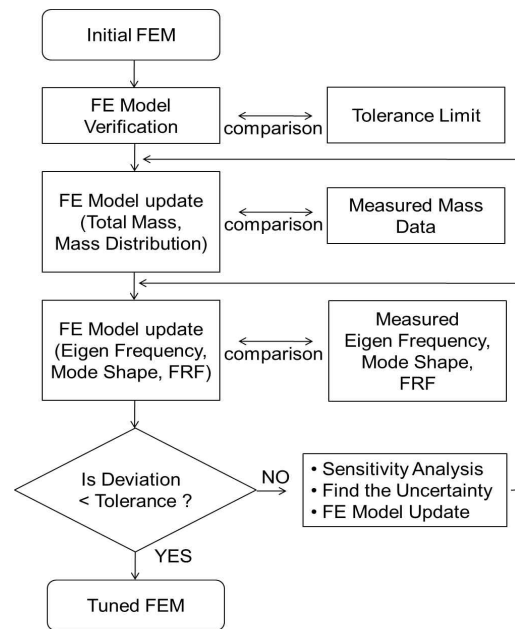 Initial FEM
FE Model
Verification
comparison
Tolerance Limit
FE Model update
(Total Mass,
Mass Distribution)
comparison
Measured Mass
Data
FE Model update
(Eigen Frequency,
Mode Shape, FRF)
comparison
Measured
Eigen Frequency,
Mode Shape,
FRF
Is Deviation
< Tolerance ?
NO
• Sensitivity Analysis
• Find the Uncertainty
• FE Model Update
YES
Tuned FEM